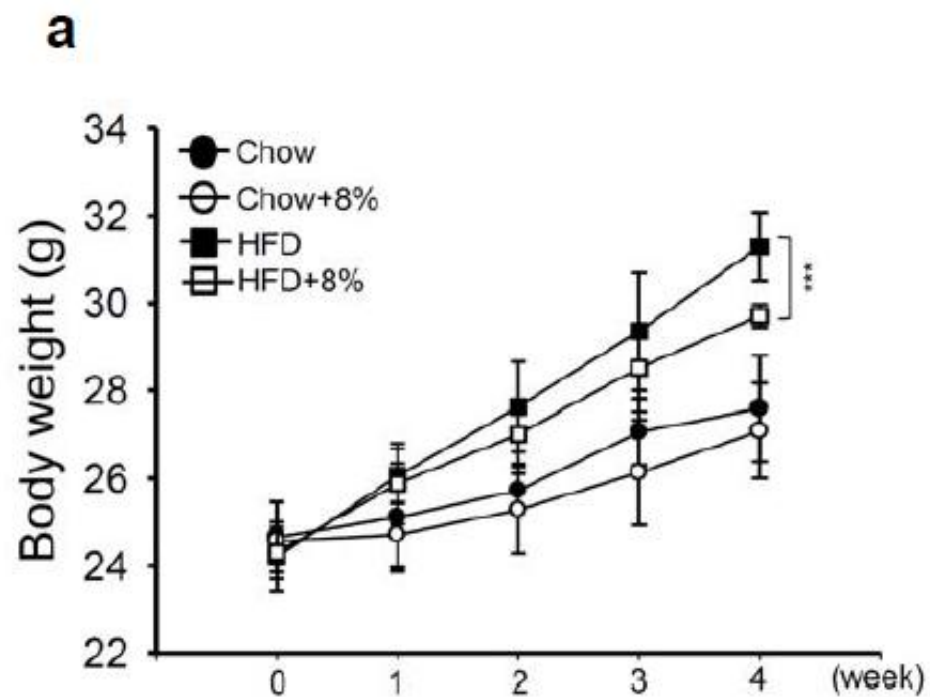 a
34
32
30
28
26
24
22
Body weight (g)
Chow
Chow+8%
HFD
HFD+8%
***
0 1 2 3 4 (week)